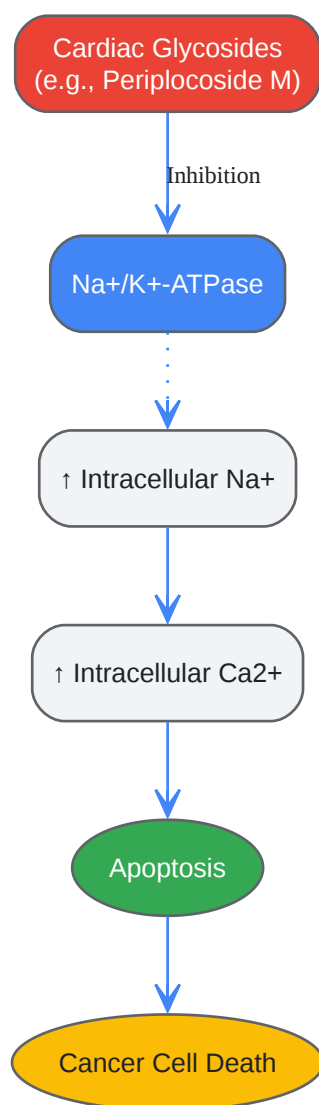 Cardiac Glycosides
(e.g., Periplocoside M)
Inhibition
Na+/K+-ATPase
↑ Intracellular Na+
↑ Intracellular Ca2+
Apoptosis
Cancer Cell Death